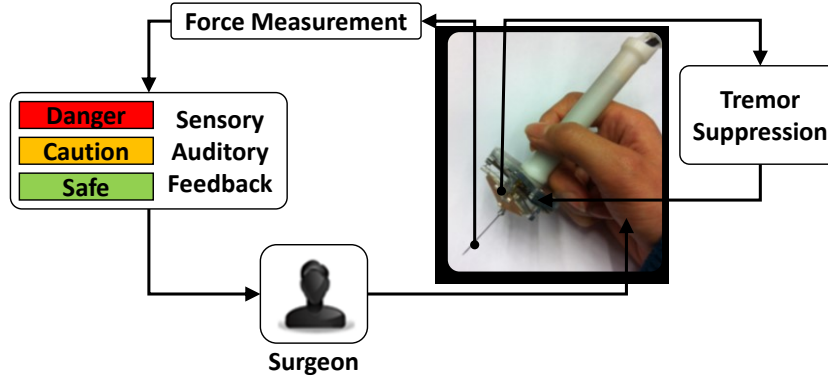 Force Measurement
Danger
Caution
Safe
Sensory
Auditory
Feedback
Tremor
Suppression
Surgeon